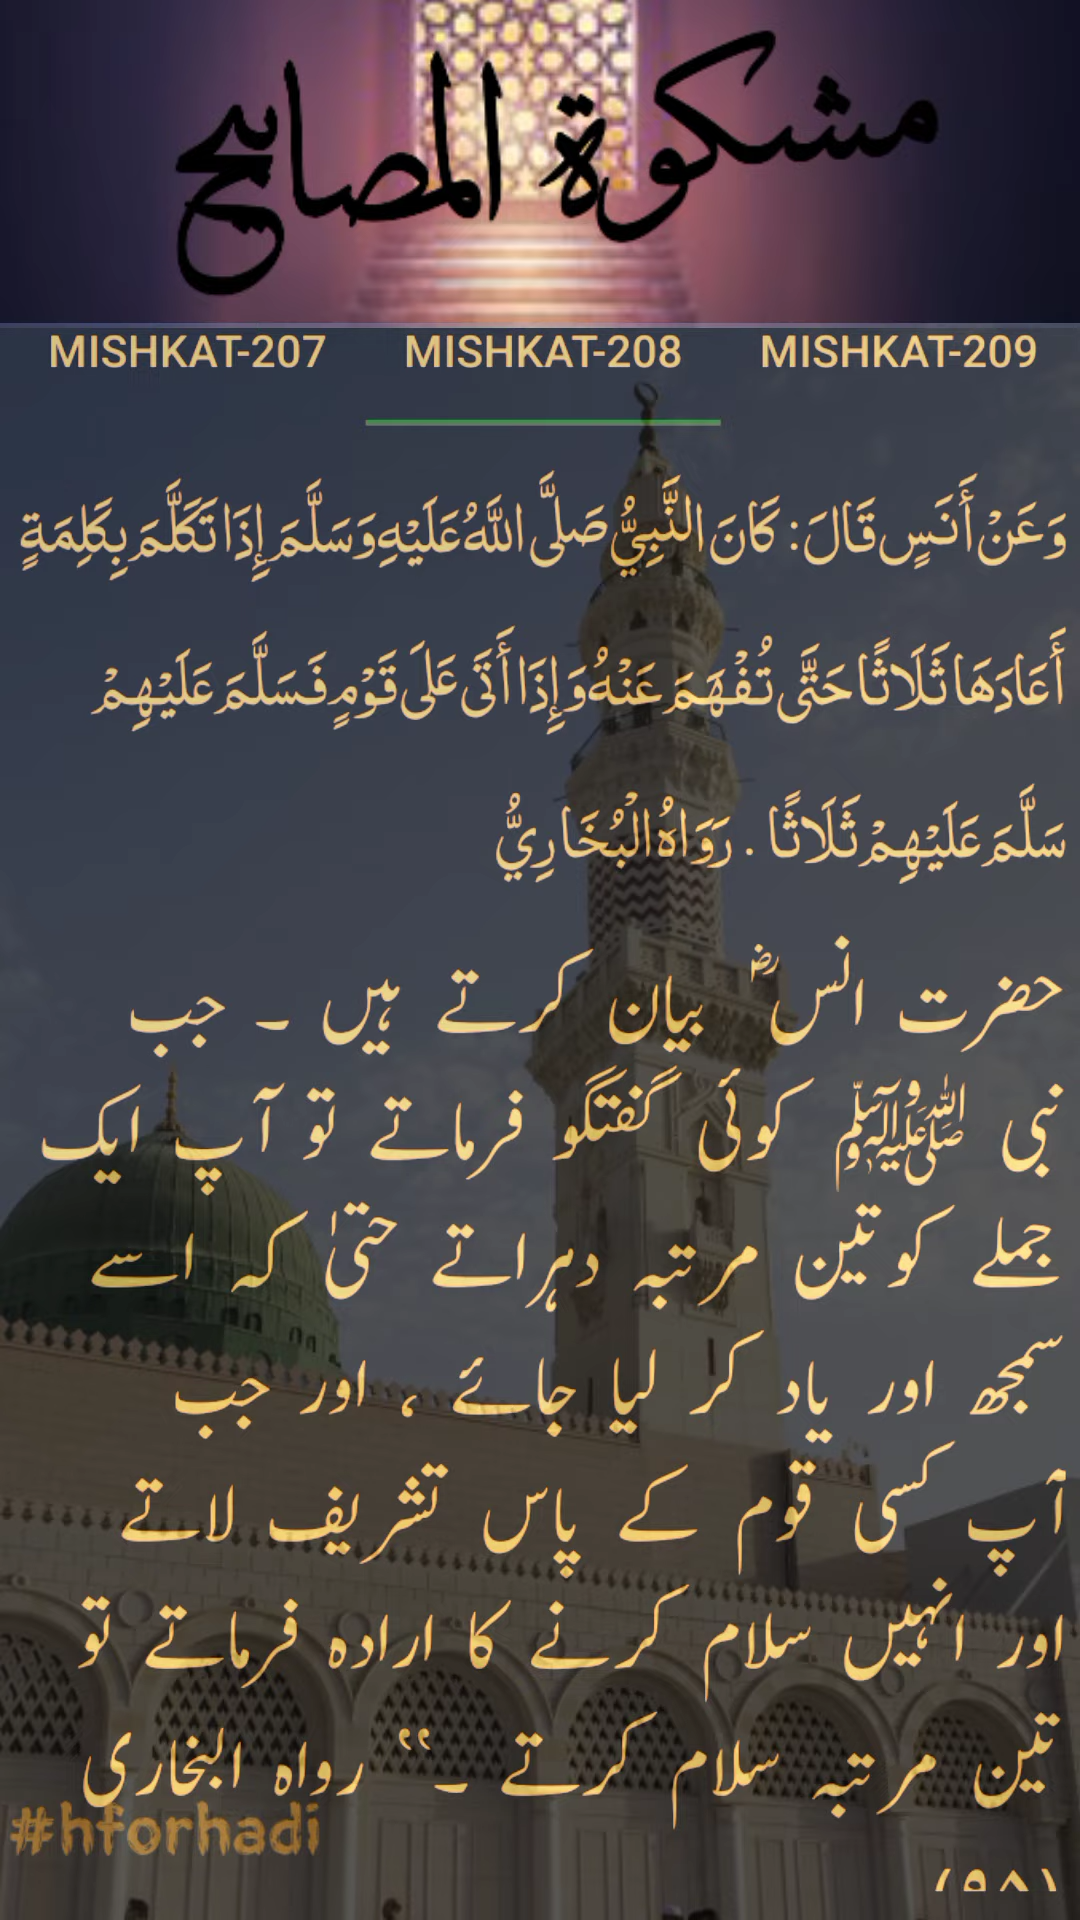 مشكوة المصابيح
MISHKAT-207 MISHKAT-208 MISHKAT-209
وَعَنْ أَنَسٍ قَالَ: كَانَ النَّبِيُّ صَلَّى اللَّهُ عَلَيْهِ وَسَلَّمَ إِذَا تَكَلَّمَ بِكَلِمَةٍ
أَعَادَهَا ثَلَاثًا حَتَّى تُفْهَمَ عَنْهُ وَإِذَا أَتَى عَلَى قَوْمٍ فَسَلَّمَ عَلَيْهِمْ
سَلَّمَ عَلَيْهِمْ ثَلَاثًا . رَوَاهُ الْبُخَارِيُّ
حضرت انس ؓ بیان کرتے ہیں ۔ جب
نبی ﷺ کوئی گفتگو فرماتے تو آپ ایک
جملے کو تین مرتبہ دہراتے حتیٰ کہ اسے
سمجھ اور یاد کر لیا جائے ، اور جب
آپ کسی قوم کے پاس تشریف لاتے
اور انہیں سلام کرنے کا ارادہ فرماتے تو
تین مرتبہ سلام کرتے ۔‘‘ رواہ البخاری
#hforhadi